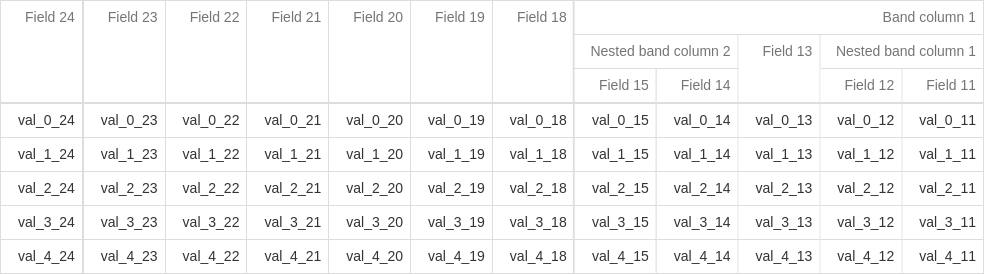 Field 24 Field 23 Field 22 Field 21 Field 20 Field 19 Field 18 Band column 1
Nested band column 2 Field 13 Nested band column 1
Field 15 Field 14 Field 12 Field 11
val_0_24 val_0_23 val_0_22 val_0_21 val_0_20 val_0_19 val_0_18 val_0_15 val_0_14 val_0_13 val_0_12 val_0_11
val_1_24 val_1_23 val_1_22 val_1_21 val_1_20 val_1_19 val_1_18 val_1_15 val_1_14 val_1_13 val_1_12 val_1_11
val_2_24 val_2_23 val_2_22 val_2_21 val_2_20 val_2_19 val_2_18 val_2_15 val_2_14 val_2_13 val_2_12 val_2_11
val_3_24 val_3_23 val_3_22 val_3_21 val_3_20 val_3_19 val_3_18 val_3_15 val_3_14 val_3_13 val_3_12 val_3_11
val_4_24 val_4_23 val_4_22 val_4_21 val_4_20 val_4_19 val_4_18 val_4_15 val_4_14 val_4_13 val_4_12 val_4_11